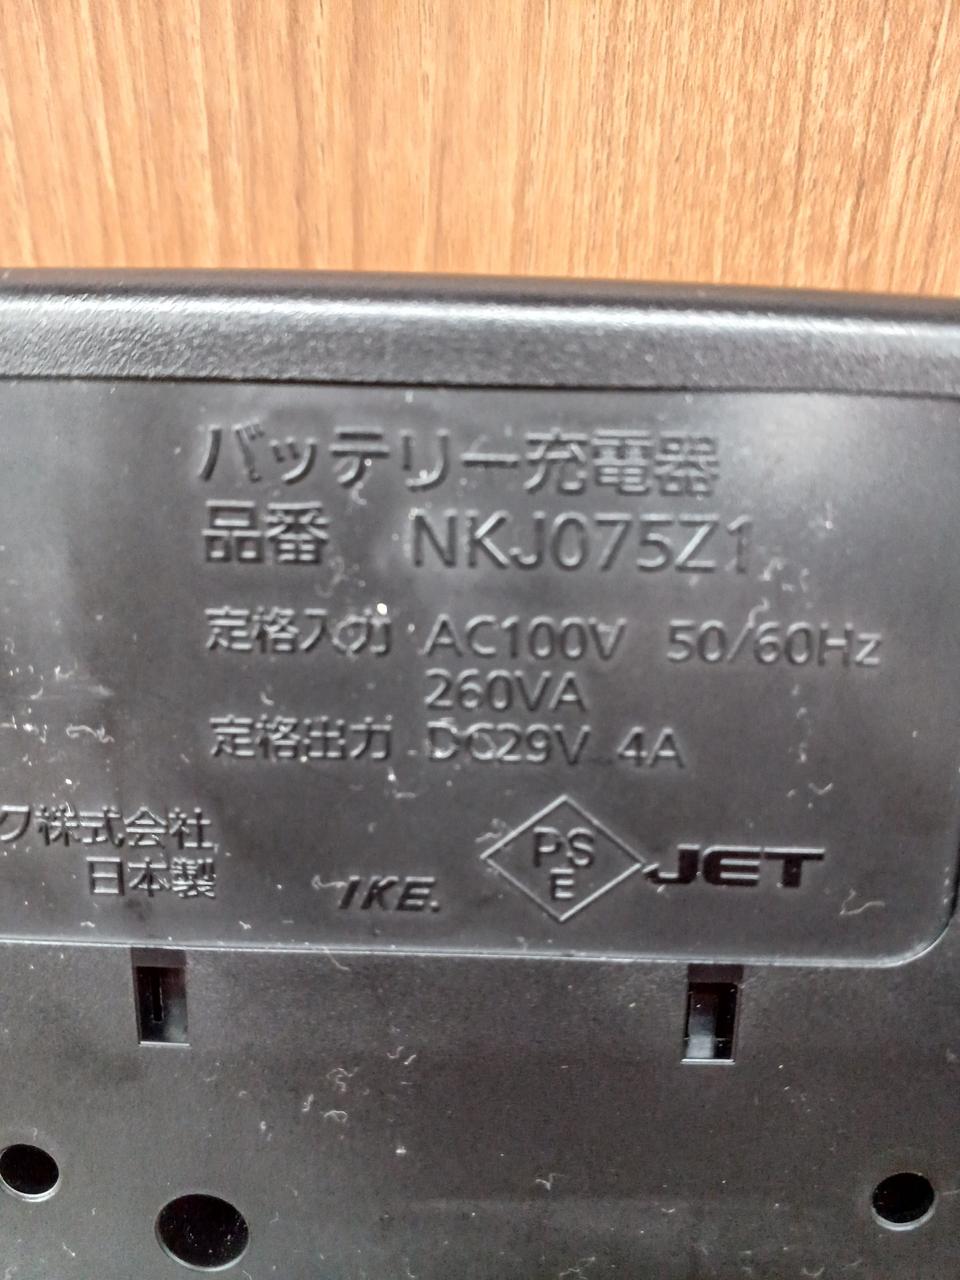 バッテリー充電器
品番 NKJ075Z1
定格入力 AC100V 50/60Hz
260VA
定格出力 DC29V 4A
ク株式会社
日本製
IKE.
PSE
JET